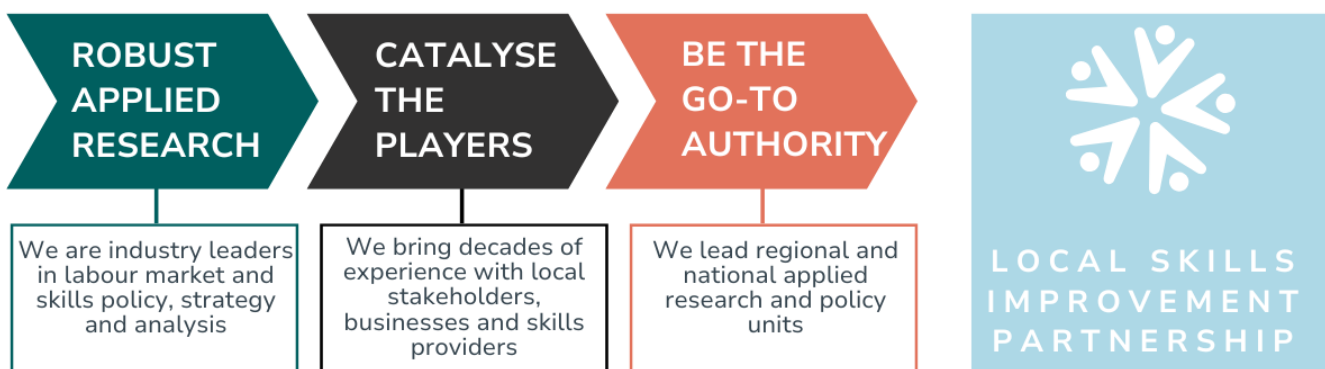 ROBUST
APPLIED
RESEARCH
We are industry leaders
in labour market and
skills policy, strategy
and analysis
CATALYSE
THE
PLAYERS
We bring decades of
experience with local
stakeholders,
businesses and skills
providers
BE THE
GO-TO
AUTHORITY
We lead regional and
national applied
research and policy
units
LOCAL SKILLS
IMPROVEMENT
PARTNERSHIP